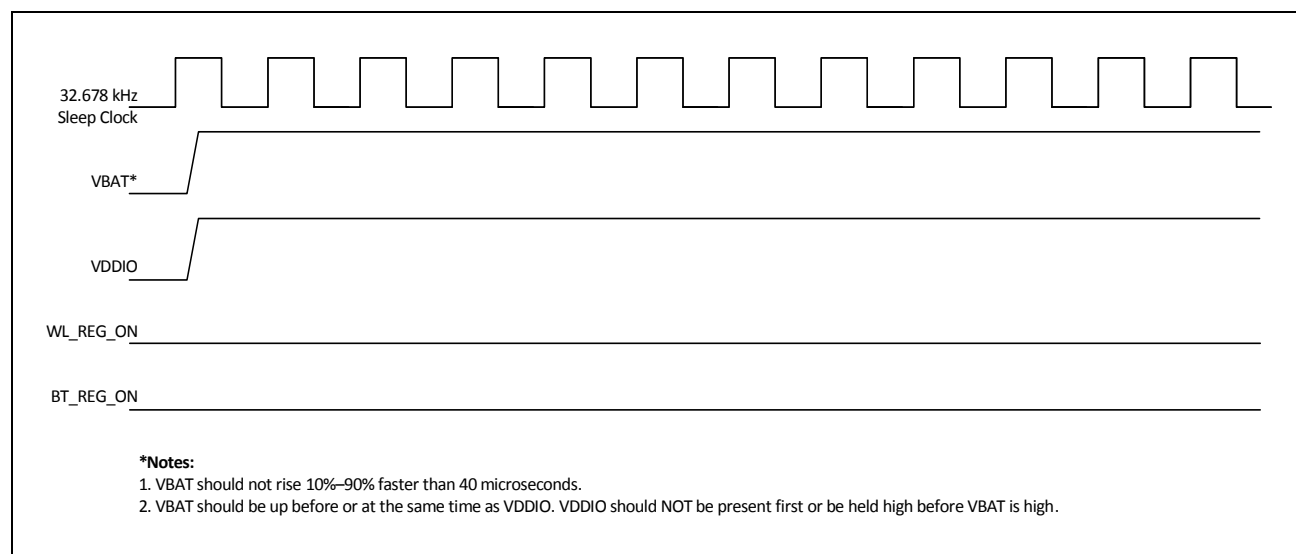 32.678 kHz
Sleep Clock
VBAT*
VDDIO
WL_REG_ON
BT_REG_ON
*Notes:
1. VBAT should not rise 10%–90% faster than 40 microseconds.
2. VBAT should be up before or at the same time as VDDIO. VDDIO should NOT be present first or be held high before VBAT is high.